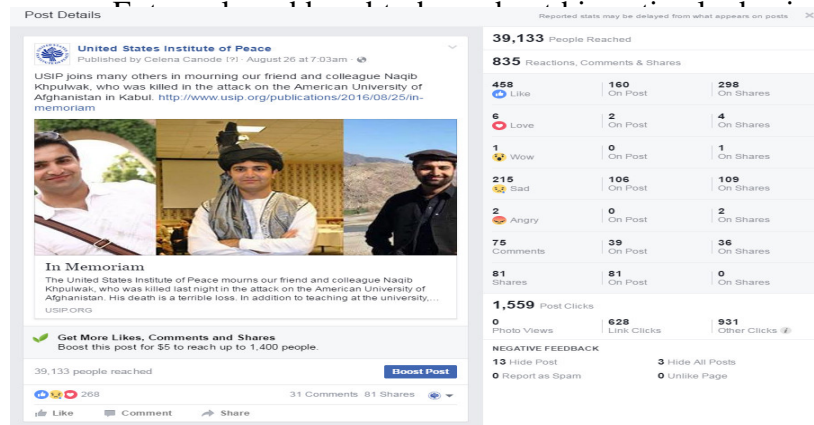 Post Details
Reported stats may be delayed from what appears on posts
United States Institute of Peace
Published by Celena Canode [?] · August 26 at 7:03am ·
USIP joins many others in mourning our friend and colleague Naqib
Khpulwak, who was killed in the attack on the American University of
Afghanistan in Kabul. http://www.usip.org/publications/2016/08/25/in-
memoriam
In Memoriam
The United States Institute of Peace mourns our friend and colleague Naqib
Khpulwak, who was killed last night in the attack on the American University of
Afghanistan. His death is a terrible loss. In addition to teaching at the university,...
USIP.ORG
Get More Likes, Comments and Shares
Boost this post for $5 to reach up to 1,400 people.
39,133 people reached
Boost Post
268
31 Comments 81 Shares
Like Comment Share
39,133 People Reached
835 Reactions, Comments & Shares
458 160 298
Like On Post On Shares
6 2 4
Love On Post On Shares
1 0 1
Wow On Post On Shares
215 106 109
Sad On Post On Shares
2 0 2
Angry On Post On Shares
75 39 36
Comments On Post On Shares
81 81 0
Shares On Post On Shares
1,559 Post Clicks
0 628 931
Photo Views Link Clicks Other Clicks
NEGATIVE FEEDBACK
13 Hide Post 3 Hide All Posts
0 Report as Spam 0 Unlike Page